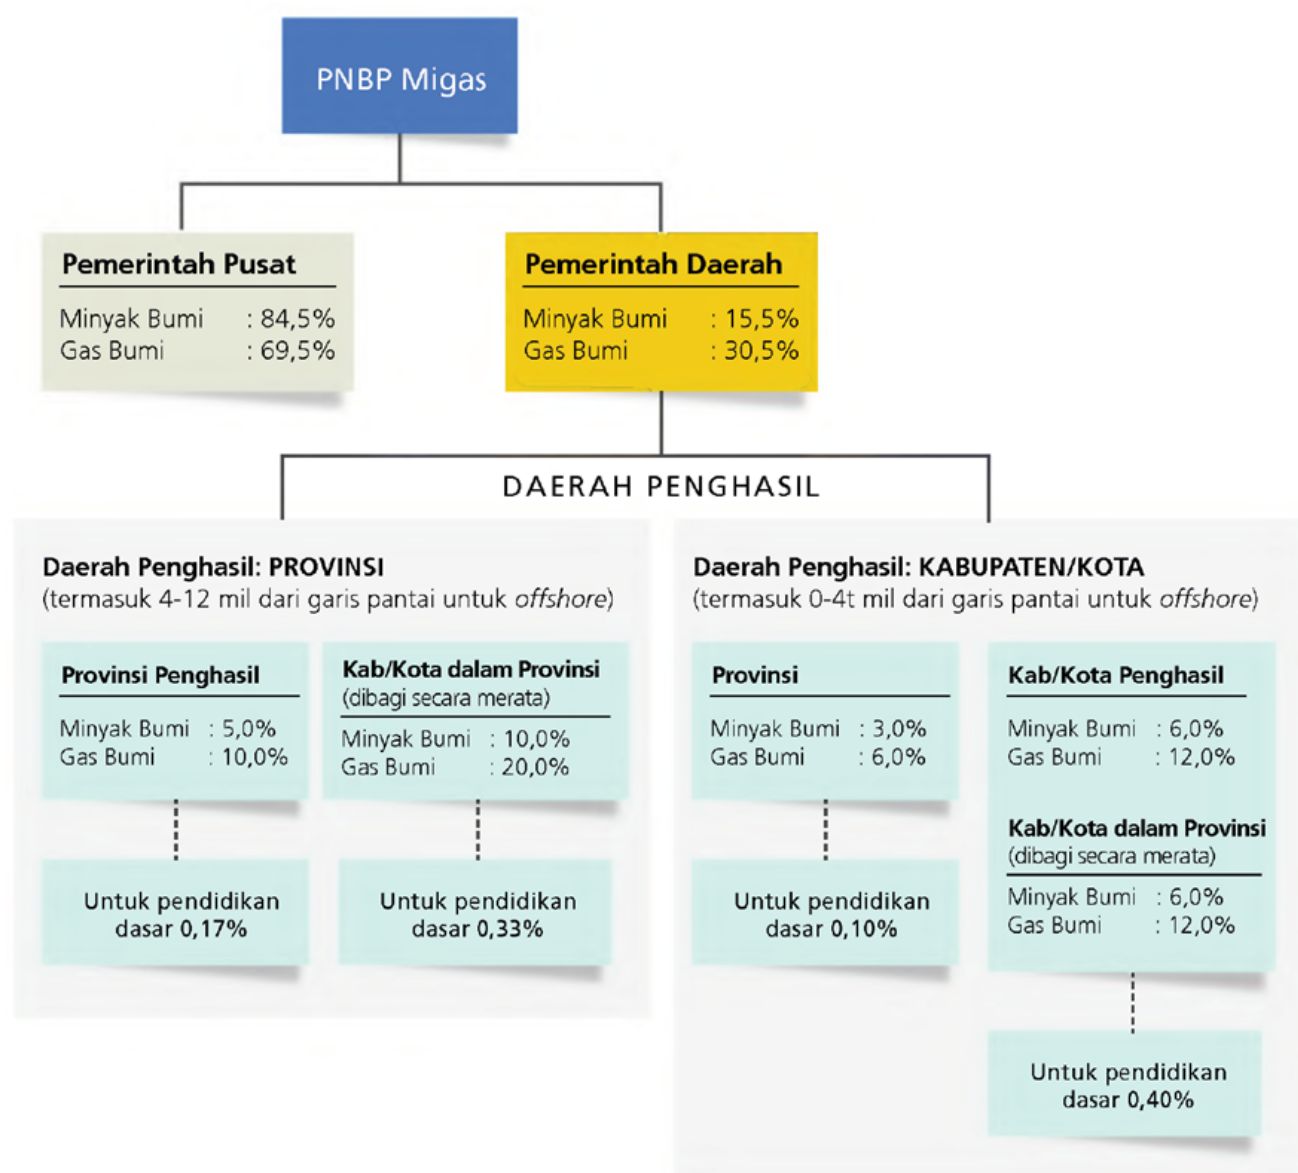 PNBP Migas
Pemerintah Pusat
Minyak Bumi : 84,5%
Gas Bumi : 69,5%
Pemerintah Daerah
Minyak Bumi : 15,5%
Gas Bumi : 30,5%
DAERAH PENGHASIL
Daerah Penghasil: PROVINSI
(termasuk 4-12 mil dari garis pantai untuk offshore)
Provinsi Penghasil
Minyak Bumi : 5,0%
Gas Bumi : 10,0%
Untuk pendidikan
dasar 0,17%
Kab/Kota dalam Provinsi
(dibagi secara merata)
Minyak Bumi : 10,0%
Gas Bumi : 20,0%
Untuk pendidikan
dasar 0,33%
Daerah Penghasil: KABUPATEN/KOTA
(termasuk 0-4t mil dari garis pantai untuk offshore)
Provinsi
Minyak Bumi : 3,0%
Gas Bumi : 6,0%
Untuk pendidikan
dasar 0,10%
Kab/Kota Penghasil
Minyak Bumi : 6,0%
Gas Bumi : 12,0%
Kab/Kota dalam Provinsi
(dibagi secara merata)
Minyak Bumi : 6,0%
Gas Bumi : 12,0%
Untuk pendidikan
dasar 0,40%